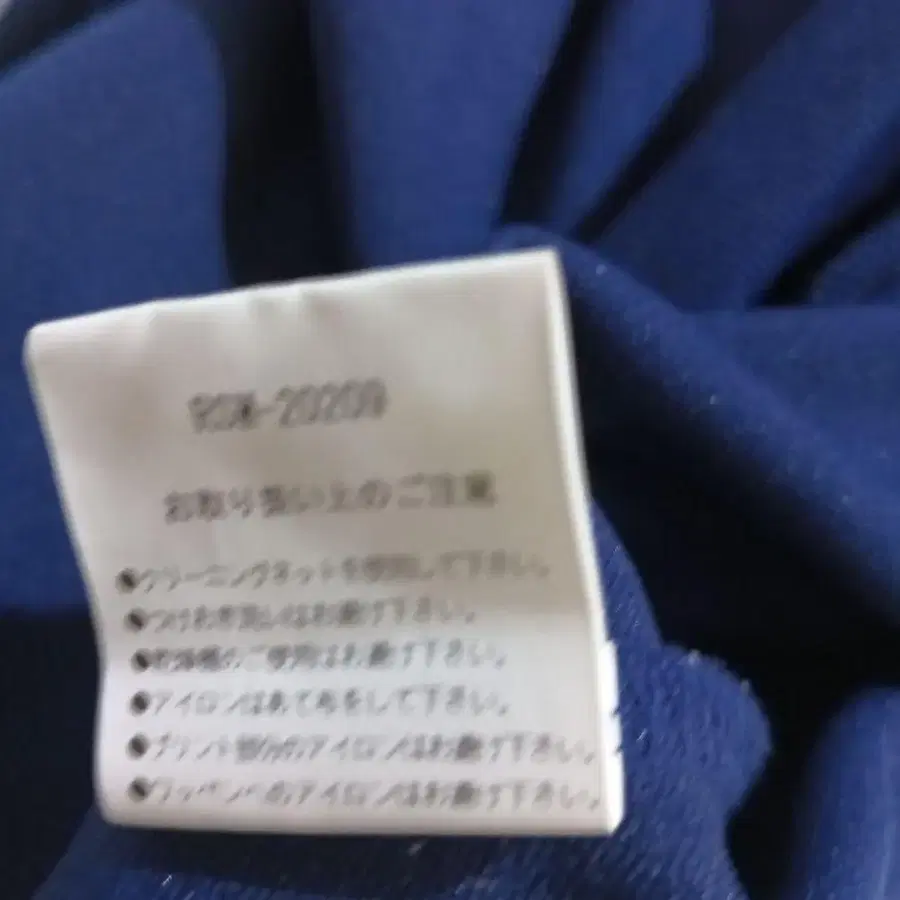 RSM-20209
お取り扱い上のご注意
●クリーニングネットを使用して下さい。
●つけおき洗いはお避け下さい。
●乾燥機のご使用はお避け下さい。
●アイロンはあて布をして下さい。
●プリント部分のアイロンはお避け下さい。
●ワッペンへのアイロンはお避け下さい。